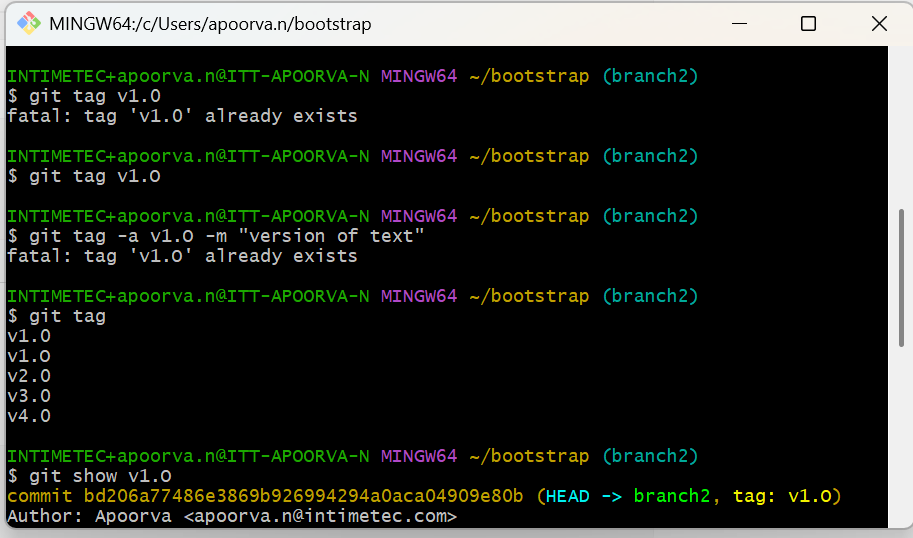 MINGW64:/c/Users/apoorva.n/bootstrap
INTIMETEC+apoorva.n@ITT-APOORVA-N MINGW64 ~/bootstrap (branch2)
$ git tag v1.0
fatal: tag 'v1.0' already exists
INTIMETEC+apoorva.n@ITT-APOORVA-N MINGW64 ~/bootstrap (branch2)
$ git tag v1.O
INTIMETEC+apoorva.n@ITT-APOORVA-N MINGW64 ~/bootstrap (branch2)
$ git tag -a v1.O -m "version of text"
fatal: tag 'v1.O' already exists
INTIMETEC+apoorva.n@ITT-APOORVA-N MINGW64 ~/bootstrap (branch2)
$ git tag
v1.0
v1.O
v2.0
v3.0
v4.0
INTIMETEC+apoorva.n@ITT-APOORVA-N MINGW64 ~/bootstrap (branch2)
$ git show v1.O
commit bd206a77486e3869b926994294a0aca04909e80b (HEAD -> branch2, tag: v1.O)
Author: Apoorva <apoorva.n@intimetec.com>